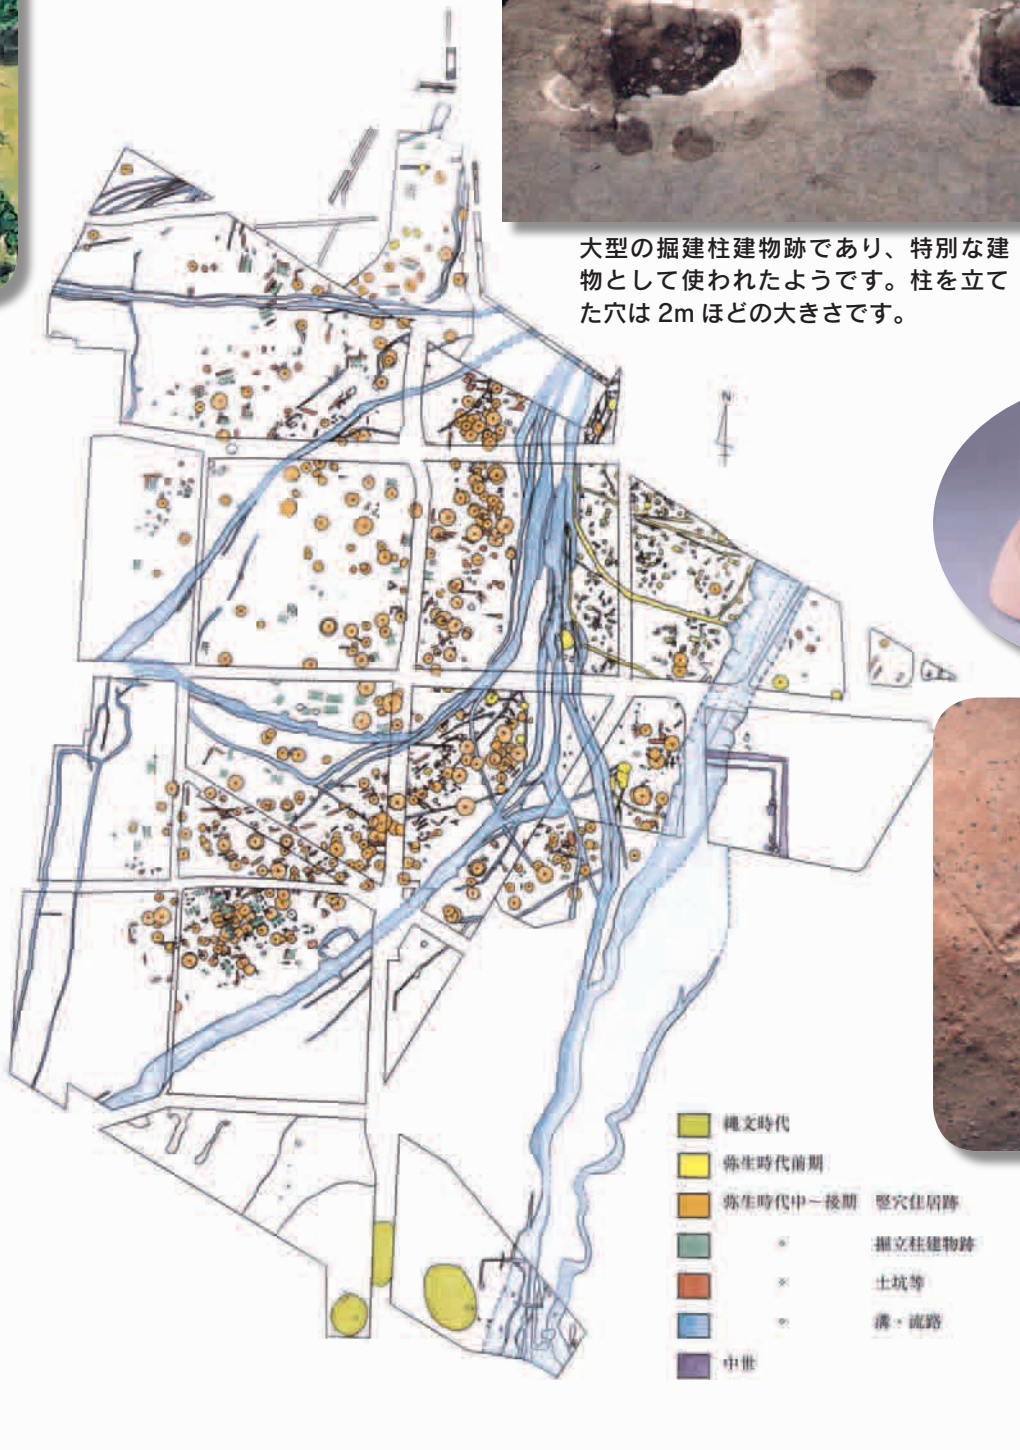 大型の掘建柱建物跡であり、特別な建
物として使われたようです。柱を立て
た穴は 2m ほどの大きさです。
N
縄文時代
弥生時代前期
弥生時代中～後期 竪穴住居跡
〃 掘立柱建物跡
〃 土坑等
〃 溝・流路
中世